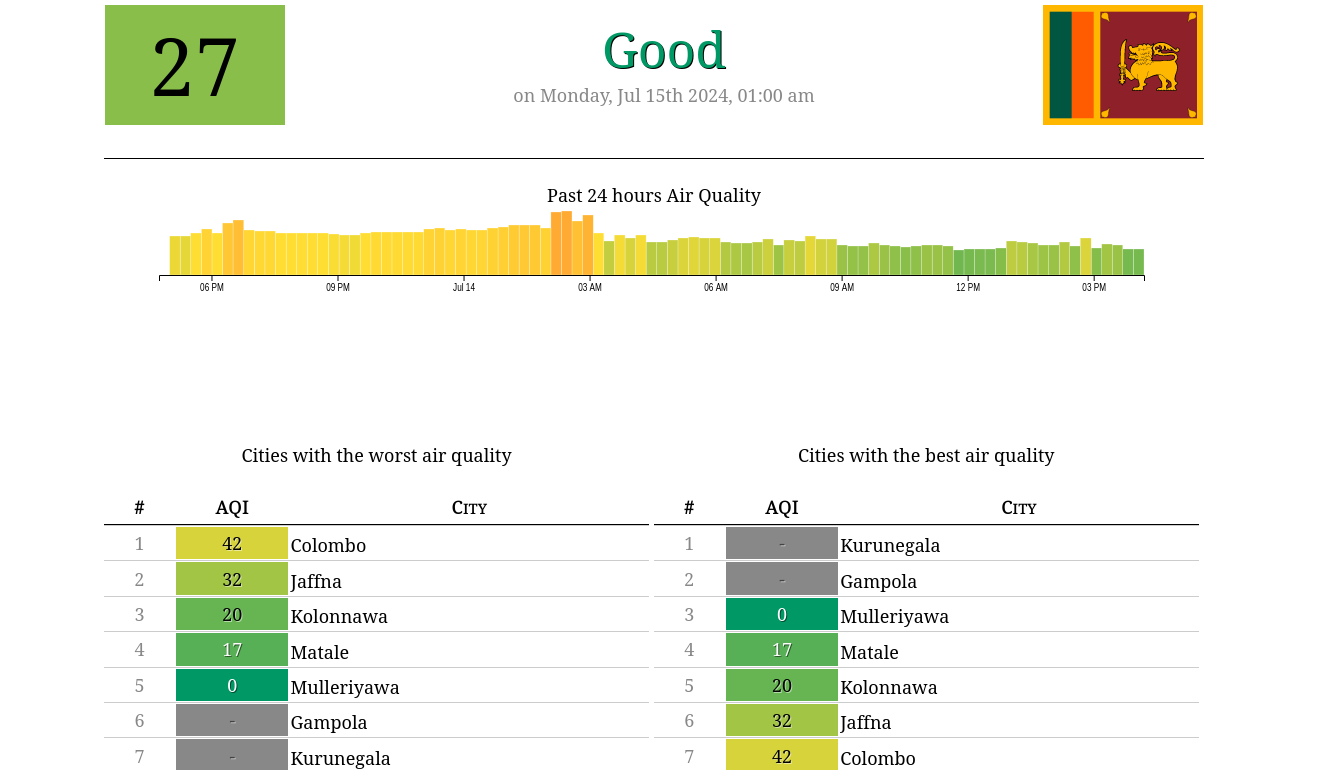 27
Good
on Monday, Jul 15th 2024, 01:00 am
Past 24 hours Air Quality
06 PM 09 PM Jul 14 03 AM 06 AM 09 AM 12 PM 03 PM
Cities with the worst air quality
# AQI City
1 42 Colombo
2 32 Jaffna
3 20 Kolonnawa
4 17 Matale
5 0 Mulleriyawa
6 - Gampola
7 - Kurunegala
Cities with the best air quality
# AQI City
1 - Kurunegala
2 - Gampola
3 0 Mulleriyawa
4 17 Matale
5 20 Kolonnawa
6 32 Jaffna
7 42 Colombo